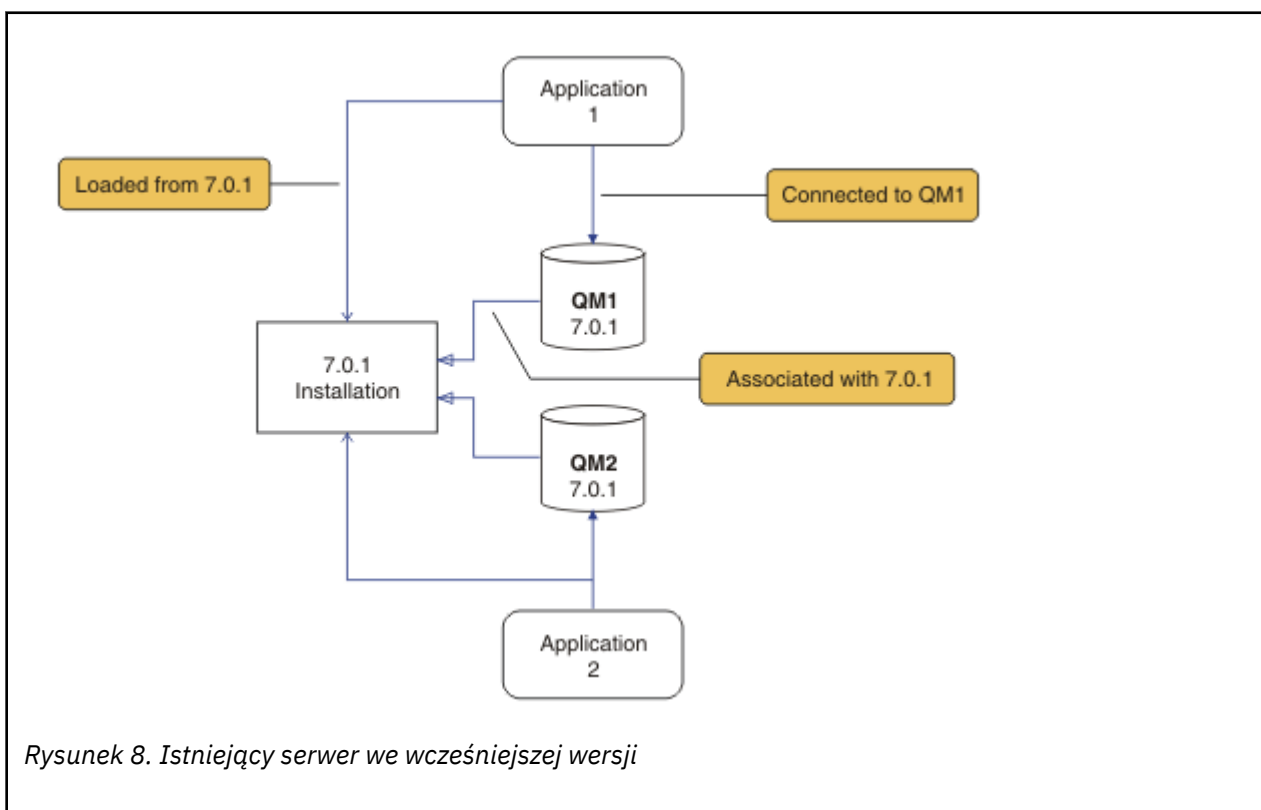 Application
1
Loaded from 7.0.1
Connected to QM1
QM1
7.0.1
7.0.1
Installation
Associated with 7.0.1
QM2
7.0.1
Application
2
Rysunek 8. Istniejący serwer we wcześniejszej wersji